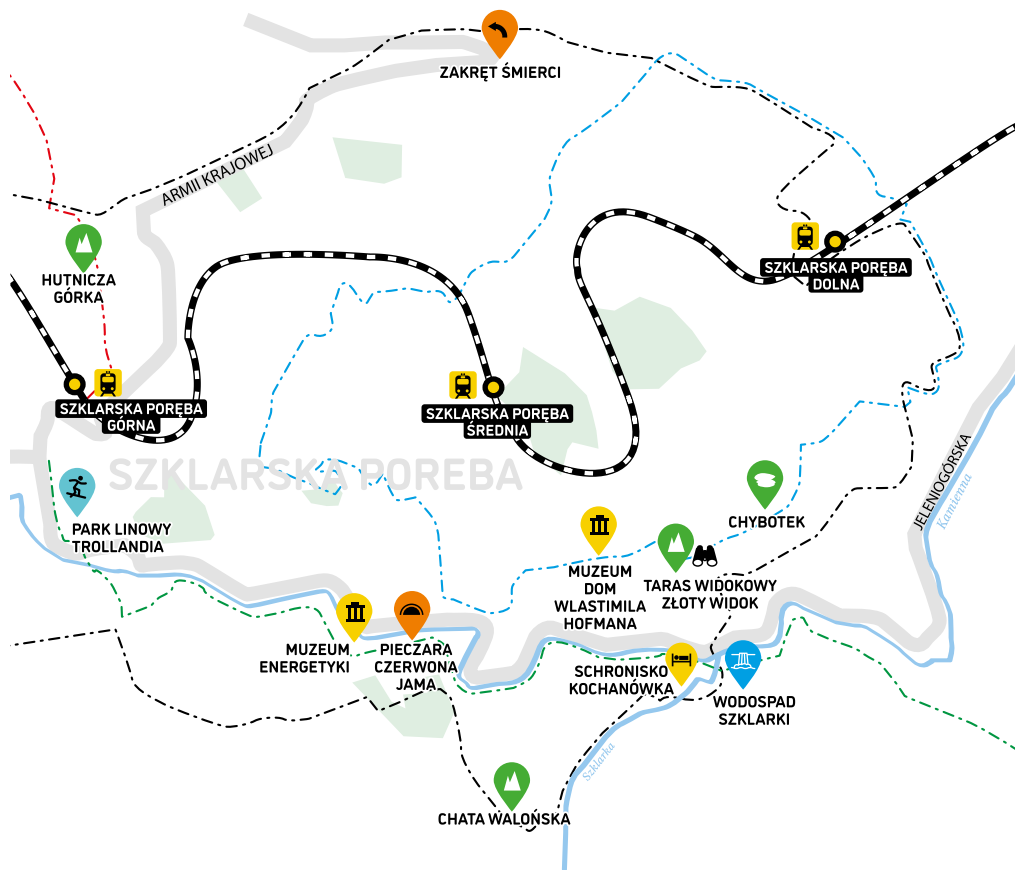 ZAKRĘT ŚMIERCI
ARMII KRAJOWEJ
HUTNICZA
GÓRKA
SZKLARSKA PORĘBA
DOLNA
SZKLARSKA PORĘBA
GÓRNA
SZKLARSKA PORĘBA
ŚREDNIA
SZKLARSKA POREBA
JELENIOGÓRSKA
Kamienna
CHYBOTEK
PARK LINOWY
TROLLANDIA
MUZEUM
DOM
WLASTIMILA
HOFMANA
TARAS WIDOKOWY
ZŁOTY WIDOK
MUZEUM
ENERGETYKI
PIECZARA
CZERWONA
JAMA
SCHRONISKO
KOCHANÓWKA
WODOSPAD
SZKLARKI
Szklarka
CHATA WALOŃSKA